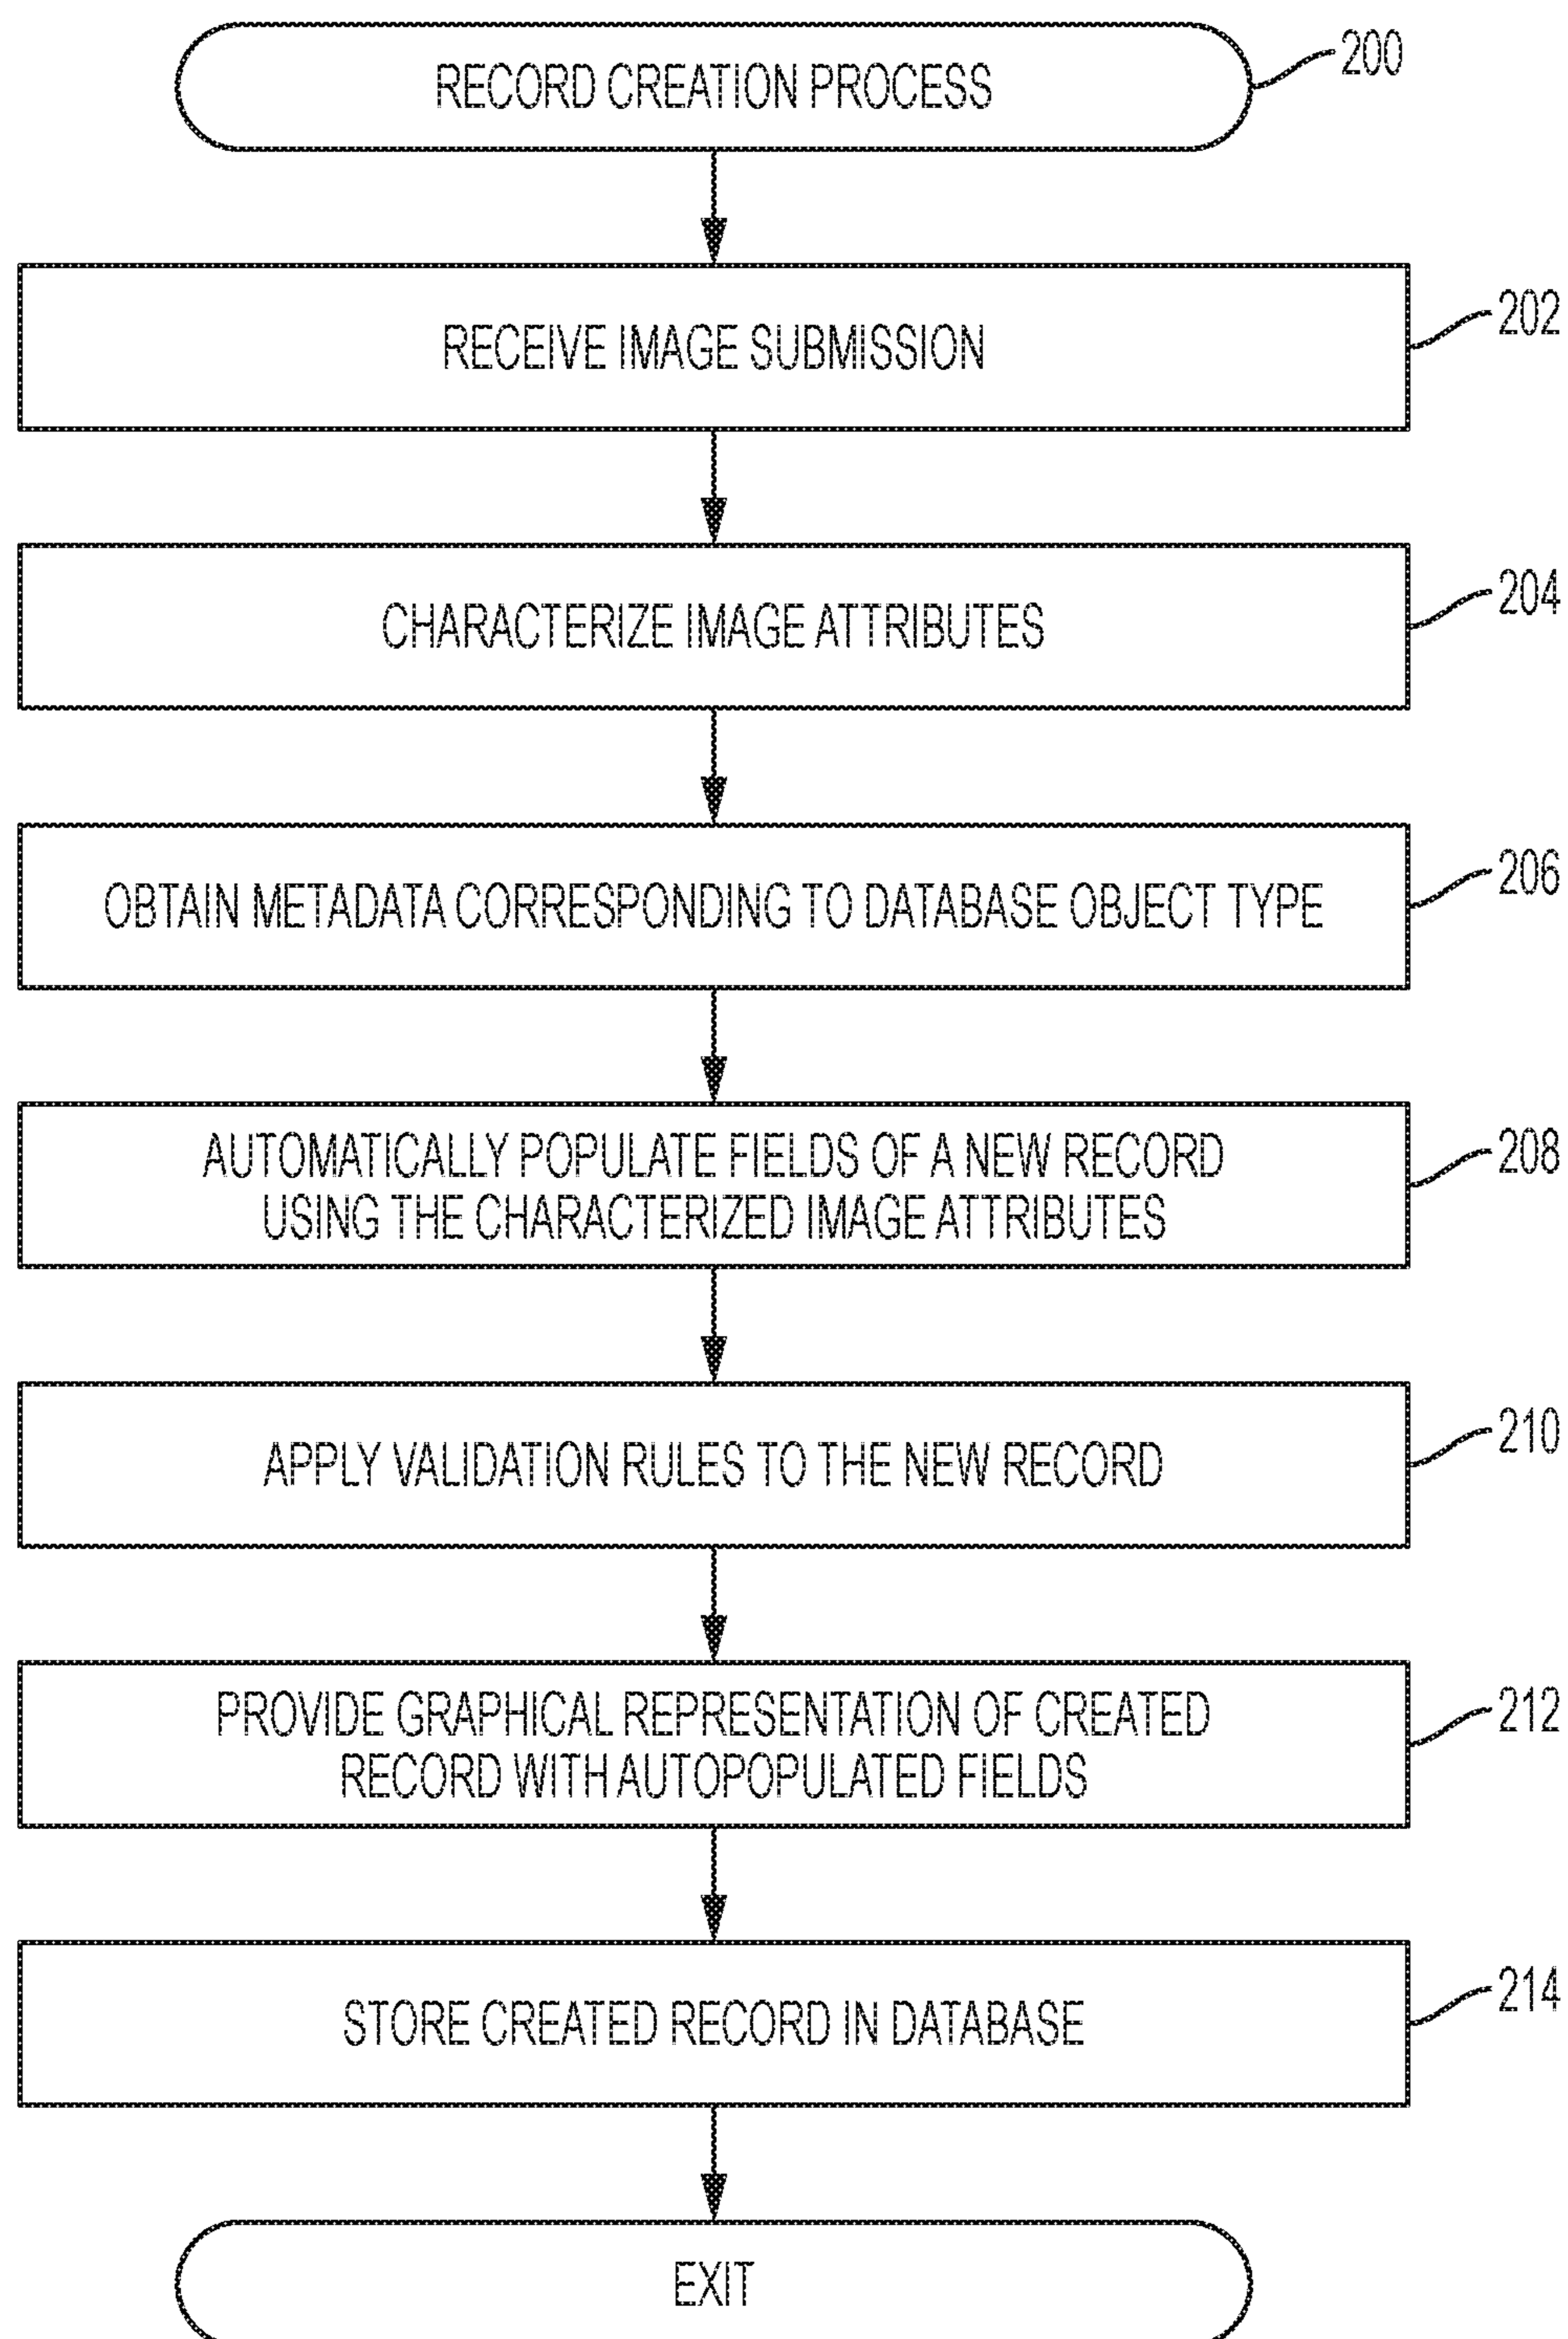 RECORD CREATION PROCESS
200
RECEIVE IMAGE SUBMISSION
202
CHARACTERIZE IMAGE ATTRIBUTES
204
OBTAIN METADATA CORRESPONDING TO DATABASE OBJECT TYPE
206
AUTOMATICALLY POPULATE FIELDS OF A NEW RECORD
USING THE CHARACTERIZED IMAGE ATTRIBUTES
208
APPLY VALIDATION RULES TO THE NEW RECORD
210
PROVIDE GRAPHICAL REPRESENTATION OF CREATED
RECORD WITH AUTOPOPULATED FIELDS
212
STORE CREATED RECORD IN DATABASE
214
EXIT